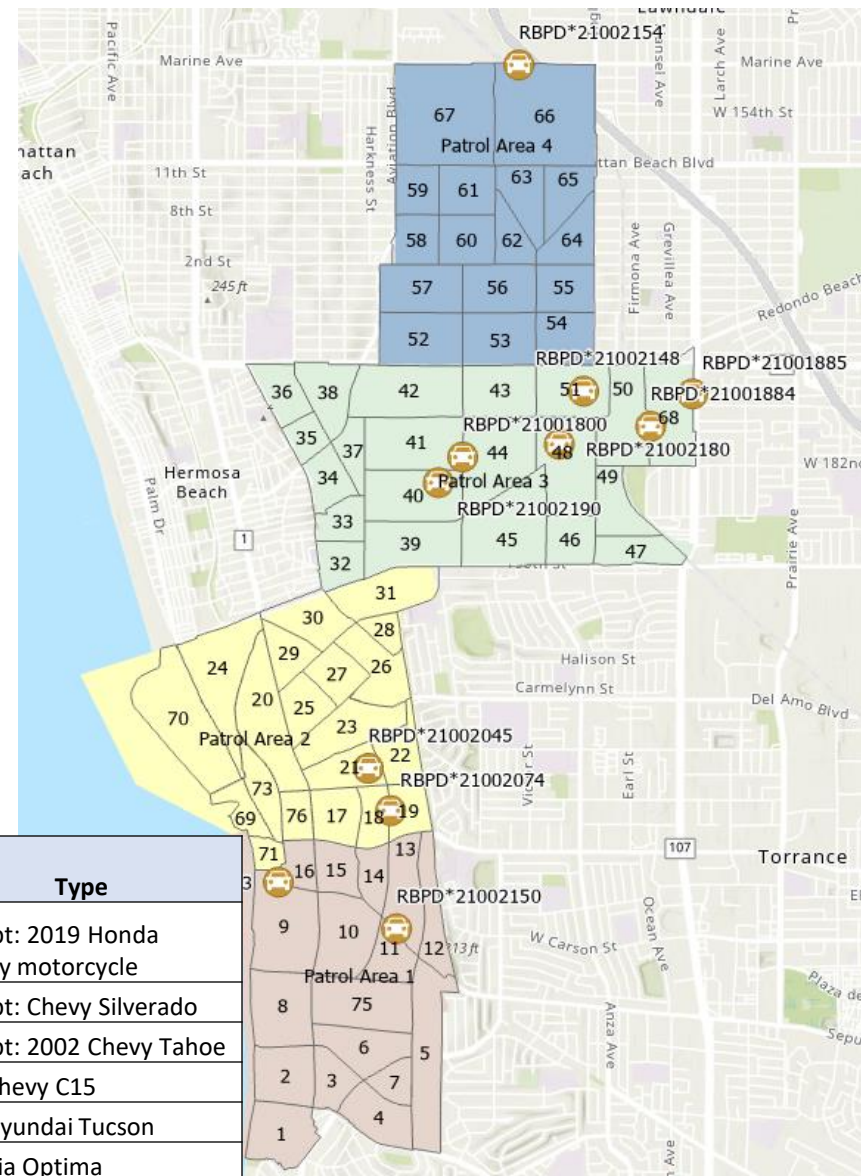 Lawndale
RBPD*21002154
Pacific Ave
Marine Ave
Marine Ave
Larch Ave
W 154th St
Harkness St
Aviation Blvd
67
66
Patrol Area 4
hattan
ach
11th St
ttan Beach Blvd
59
61
63
65
8th St
58
60
62
64
2nd St
245 ft
57
56
55
Firmona Ave
Grevillea Ave
Redondo Beach
52
53
54
RBPD*21002148
RBPD*21001885
36
38
42
43
51
50
RBPD*21001884
68
35
37
41
RBPD*21001800
44
48
RBPD*21002180
W 182n
Hermosa
Beach
34
40
Patrol Area 3
49
RBPD*21002190
Palm Dr
33
1
39
45
46
47
32
Prairie Ave
31
30
28
24
29
27
26
Halison St
Carmelynn St
Del Amo Blvd
70
20
25
23
Patrol Area 2
RBPD*21002045
21
22
RBPD*21002074
Earl St
73
69
76
17
18
19
107
Torrance
71
13
3
16
15
14
RBPD*21002150
9
10
11
12
213 ft
W Carson St
Ocean Ave
Patrol Area 1
8
75
Plaza de
Sepu
Anza Ave
6
5
2
3
7
4
1
Type
pt: 2019 Honda
y motorcycle
pt: Chevy Silverado
pt: 2002 Chevy Tahoe
hevy C15
yundai Tucson
ia Optima